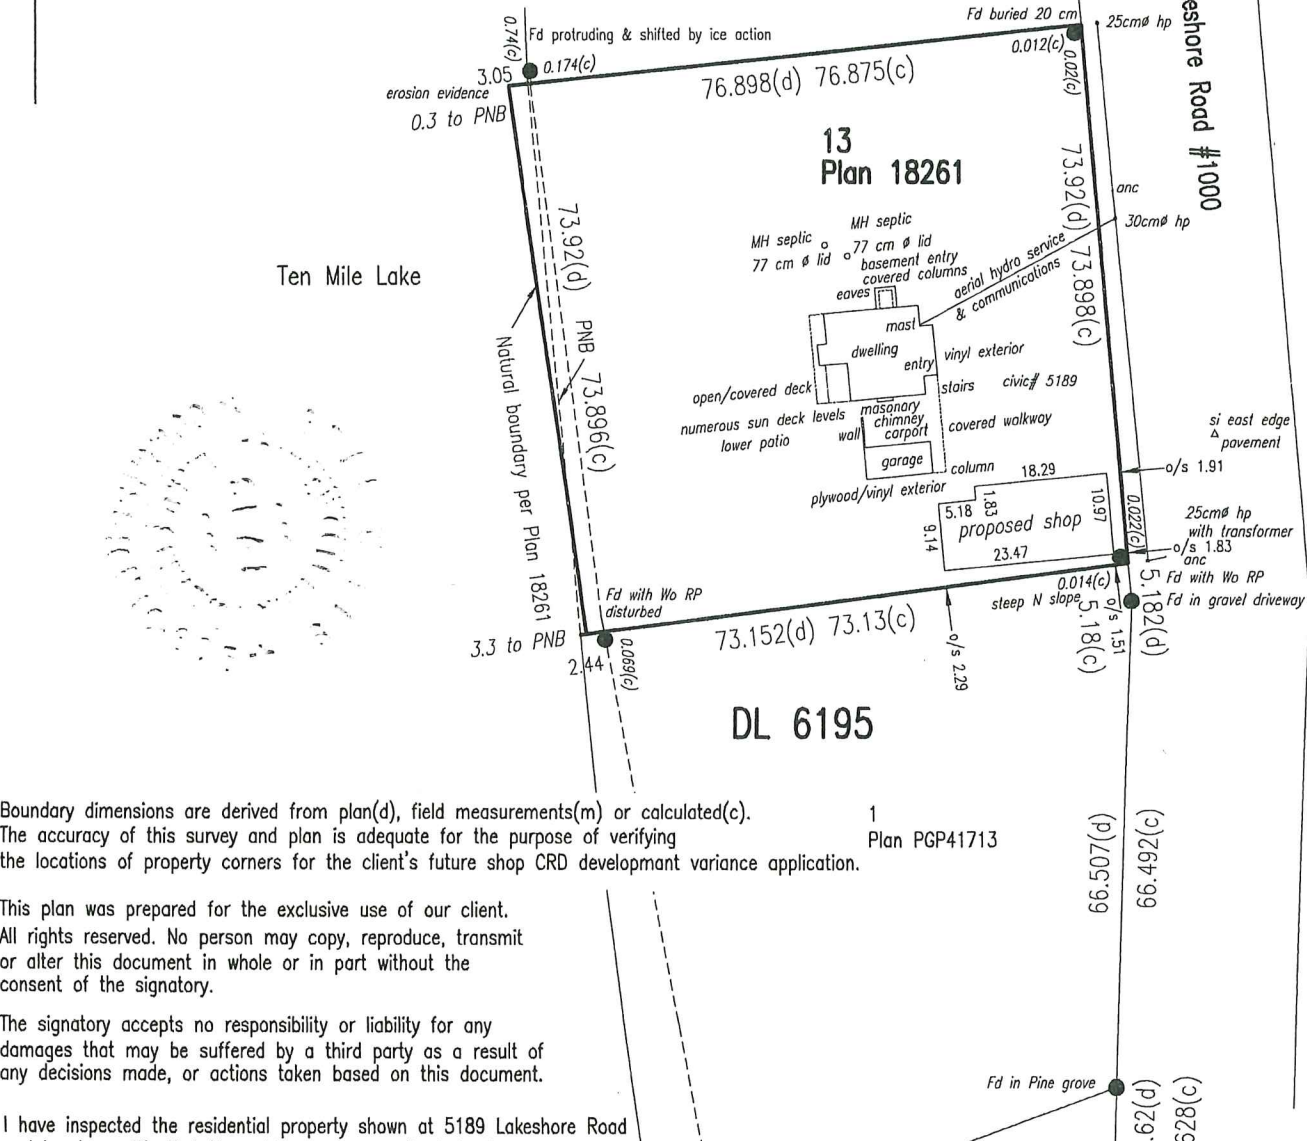 Fd buried 20 cm
25cmø hp
eshore Road #1000
0.74(c)
Fd protruding & shifted by ice action
0.012(c)
0.02(c)
3.05
0.174(c)
erosion evidence
0.3 to PNB
76.898(d) 76.875(c)
13
Plan 18261
73.92(d) 73.898(c)
anc
30cmø hp
MH septic
77 cm ø lid
MH septic
77 cm ø lid
basement entry
covered columns
eaves
aerial hydro service
& communications
Ten Mile Lake
73.92(d) PNB 73.896(c)
Natural boundary per Plan 18261
mast
dwelling
entry
vinyl exterior
stairs
civic# 5189
open/covered deck
numerous sun deck levels
lower patio
masonary
chimney
wall
carport
covered walkway
garage
column
plywood/vinyl exterior
si east edge
pavement
o/s 1.91
18.29
5.18
1.83
10.97
9.14
proposed shop
23.47
0.022(c)
25cmø hp
with transformer
o/s 1.83
anc
Fd with Wo RP
Fd in gravel driveway
0.014(c)
steep N slope
5.18(c)
o/s 1.51
5.182(d)
Fd with Wo RP
disturbed
3.3 to PNB
2.44
0.069(c)
73.152(d) 73.13(c)
o/s 2.29
DL 6195
Boundary dimensions are derived from plan(d), field measurements(m) or calculated(c).
The accuracy of this survey and plan is adequate for the purpose of verifying
the locations of property corners for the client's future shop CRD developmant variance application.
1
Plan PGP41713
69.507(d)
66.492(c)
This plan was prepared for the exclusive use of our client.
All rights reserved. No person may copy, reproduce, transmit
or alter this document in whole or in part without the
consent of the signatory.
The signatory accepts no responsibility or liability for any
damages that may be suffered by a third party as a result of
any decisions made, or actions taken based on this document.
Fd in Pine grove
.62(d)
628(c)
I have inspected the residential property shown at 5189 Lakeshore Road